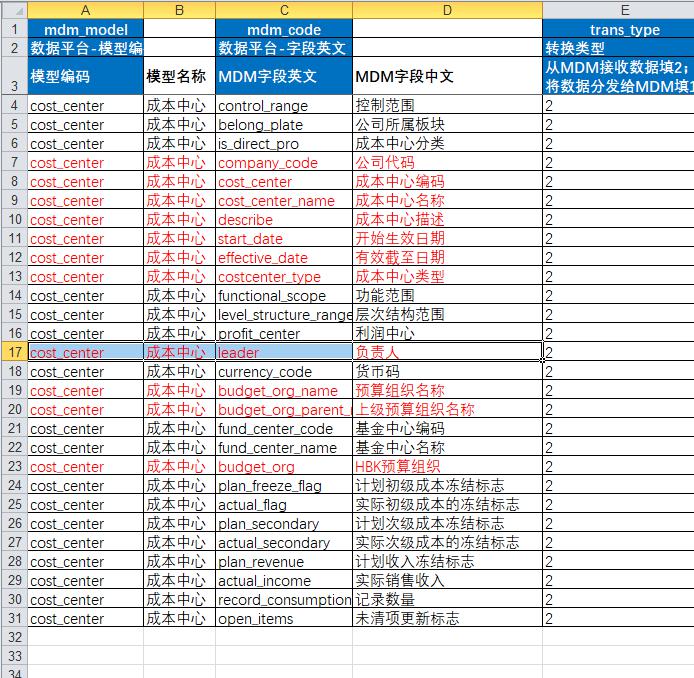 A B C D E
1 mdm_model mdm_code trans_type
2 数据平台-模型编 数据平台-字段英文 转换类型
从MDM接收数据填2；
3 模型编码 模型名称 MDM字段英文 MDM字段中文 将数据分发给MDM填1
4 cost_center 成本中心 control_range 控制范围 2
5 cost_center 成本中心 belong_plate 公司所属板块 2
6 cost_center 成本中心 is_direct_pro 成本中心分类 2
7 cost_center 成本中心 company_code 公司代码 2
8 cost_center 成本中心 cost_center 成本中心编码 2
9 cost_center 成本中心 cost_center_name 成本中心名称 2
10 cost_center 成本中心 describe 成本中心描述 2
11 cost_center 成本中心 start_date 开始生效日期 2
12 cost_center 成本中心 effective_date 有效截至日期 2
13 cost_center 成本中心 costcenter_type 成本中心类型 2
14 cost_center 成本中心 functional_scope 功能范围 2
15 cost_center 成本中心 level_structure_range 层次结构范围 2
16 cost_center 成本中心 profit_center 利润中心 2
17 cost_center 成本中心 leader 负责人 2
18 cost_center 成本中心 currency_code 货币码 2
19 cost_center 成本中心 budget_org_name 预算组织名称 2
20 cost_center 成本中心 budget_org_parent_ 上级预算组织名称 2
21 cost_center 成本中心 fund_center_code 基金中心编码 2
22 cost_center 成本中心 fund_center_name 基金中心名称 2
23 cost_center 成本中心 budget_org HBK预算组织 2
24 cost_center 成本中心 plan_freeze_flag 计划初级成本冻结标志 2
25 cost_center 成本中心 actual_flag 实际初级成本的冻结标志 2
26 cost_center 成本中心 plan_secondary 计划次级成本冻结标志 2
27 cost_center 成本中心 actual_secondary 实际次级成本的冻结标志 2
28 cost_center 成本中心 plan_revenue 计划收入冻结标志 2
29 cost_center 成本中心 actual_income 实际销售收入 2
30 cost_center 成本中心 record_consumption 记录数量 2
31 cost_center 成本中心 open_items 未清项更新标志 2
32
33
34